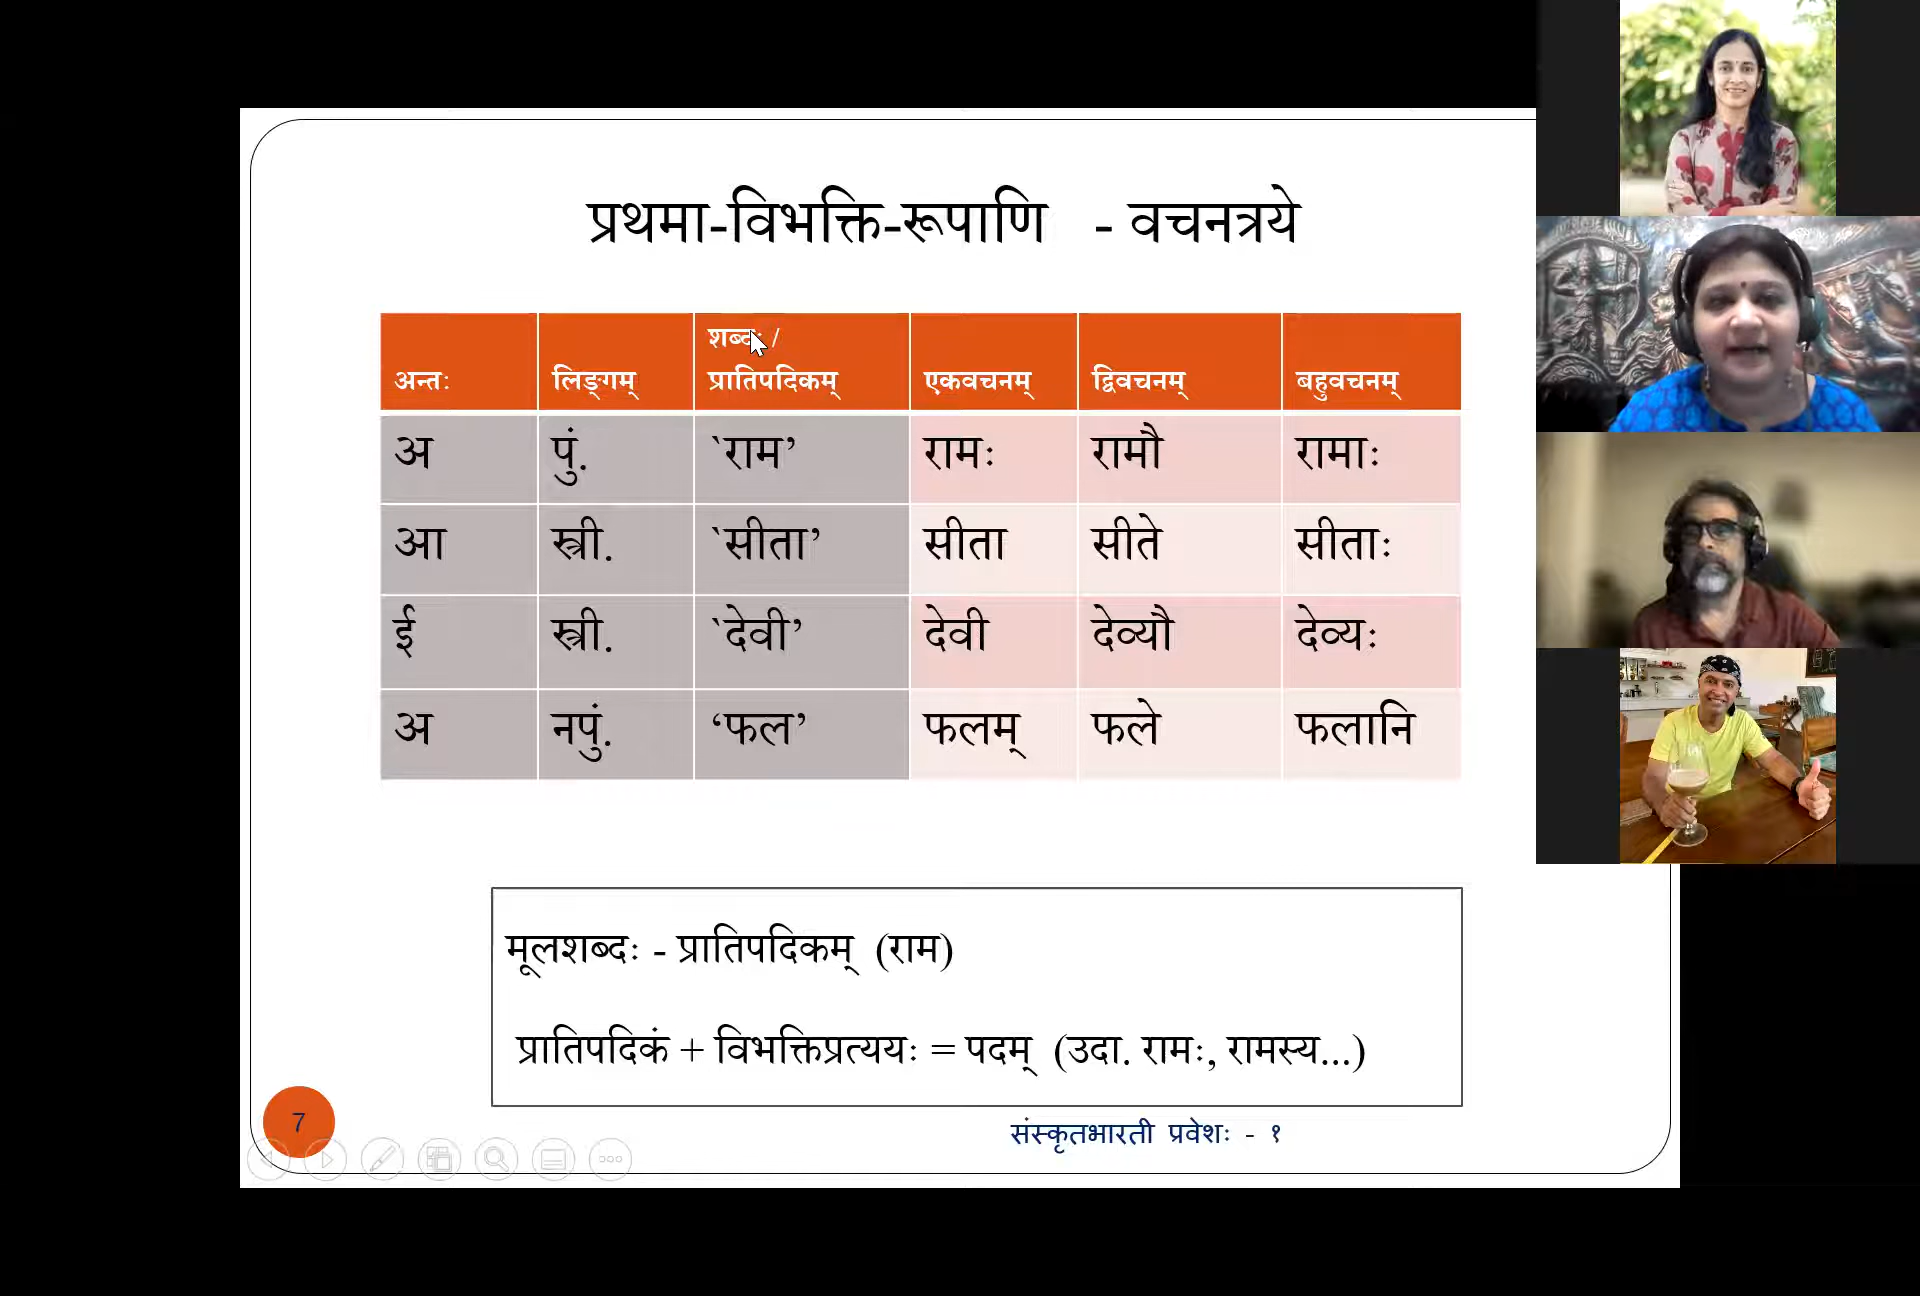 प्रथमा-विभक्ति-रूपाणि - वचनत्रये
अन्तः लिङ्गम् शब्दः / प्रातिपदिकम् एकवचनम् द्विवचनम् बहुवचनम्
अ पुं. `राम’ रामः रामौ रामाः
आ स्त्री. `सीता’ सीता सीते सीताः
ई स्त्री. `देवी’ देवी देव्यौ देव्यः
अ नपुं. ‘फल’ फलम् फले फलानि
मूलशब्दः - प्रातिपदिकम् (राम)
प्रातिपदिकं + विभक्तिप्रत्ययः = पदम् (उदा. रामः, रामस्य...)
7
संस्कृतभारती प्रवेशः - १